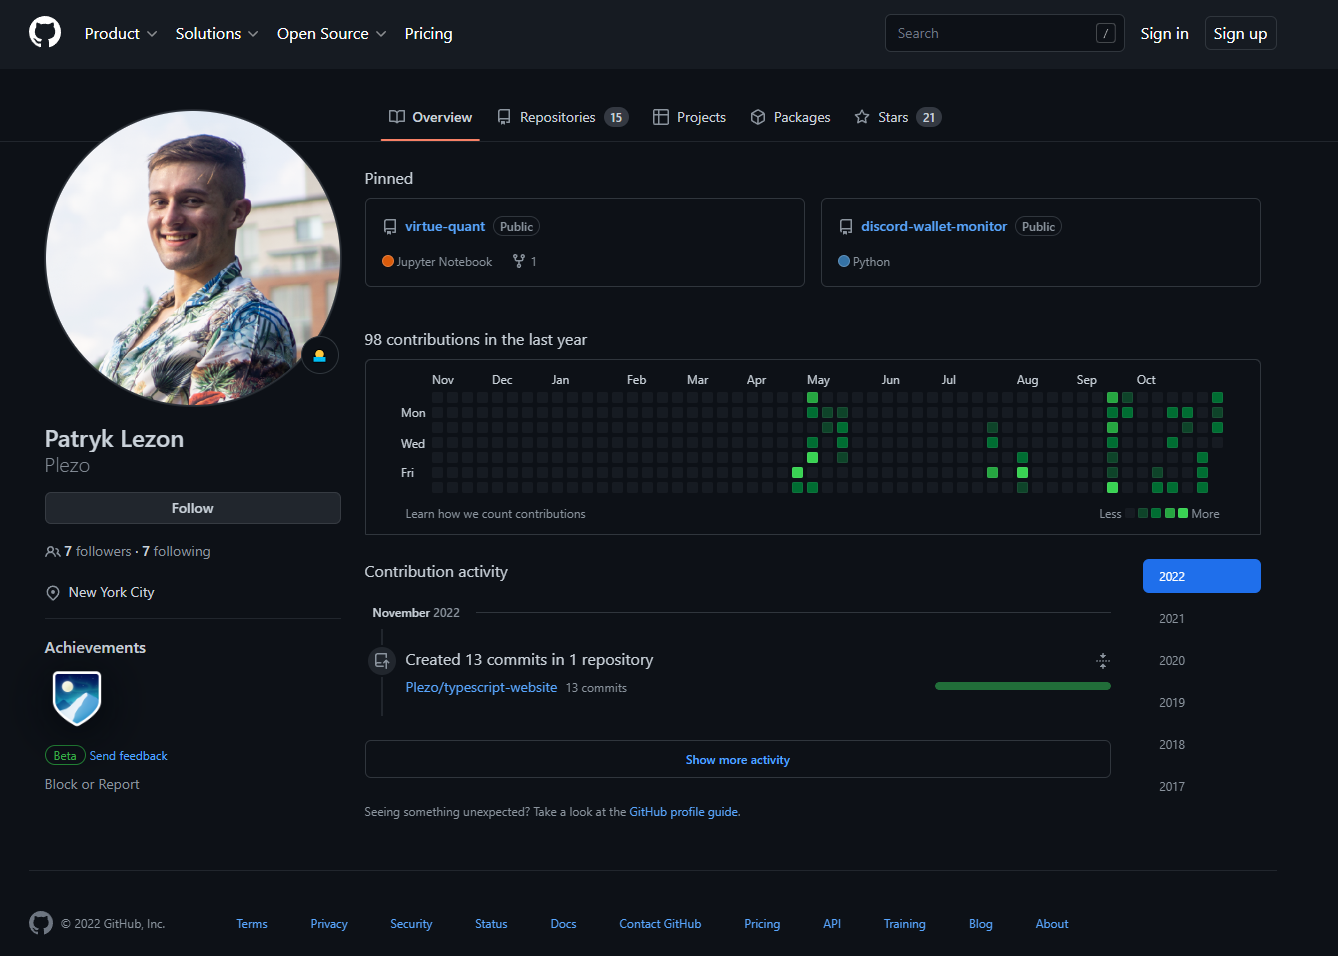 Product Solutions Open Source Pricing Search / Sign in Sign up
Overview Repositories 15 Projects Packages Stars 21
Pinned
virtue-quant Public
Jupyter Notebook 1
discord-wallet-monitor Public
Python
98 contributions in the last year
Nov Dec Jan Feb Mar Apr May Jun Jul Aug Sep Oct
Mon
Wed
Fri
Learn how we count contributions Less More
Patryk Lezon
Plezo
Follow
7 followers · 7 following
New York City
Achievements
Beta Send feedback
Block or Report
Contribution activity
November 2022
Created 13 commits in 1 repository
Plezo/typescript-website 13 commits
Show more activity
Seeing something unexpected? Take a look at the GitHub profile guide.
2022
2021
2020
2019
2018
2017
© 2022 GitHub, Inc. Terms Privacy Security Status Docs Contact GitHub Pricing API Training Blog About